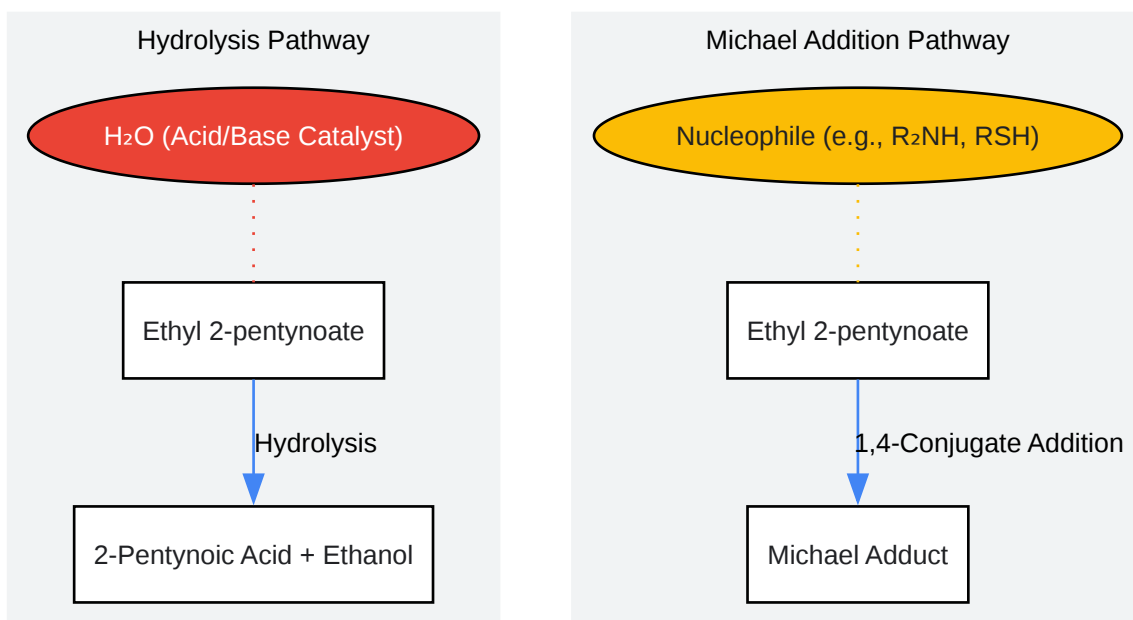 Hydrolysis Pathway
H₂O (Acid/Base Catalyst)
Ethyl 2-pentynoate
Hydrolysis
2-Pentynoic Acid + Ethanol
Michael Addition Pathway
Nucleophile (e.g., R₂NH, RSH)
Ethyl 2-pentynoate
1,4-Conjugate Addition
Michael Adduct